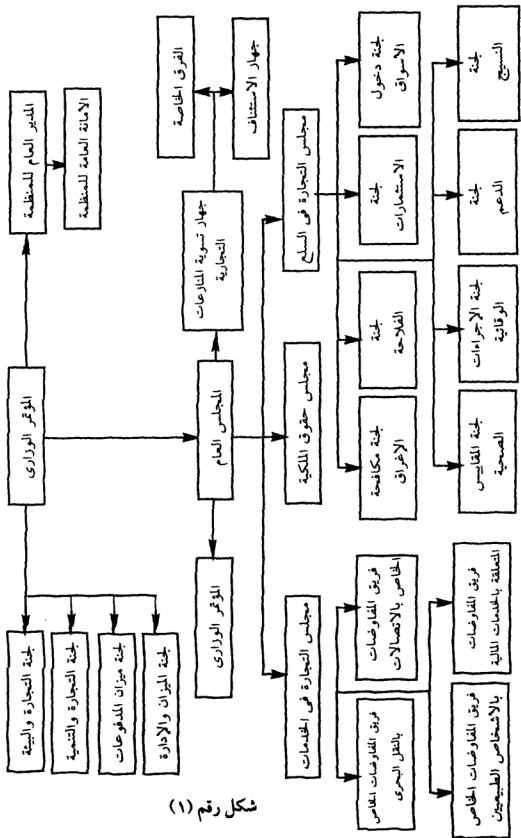 المؤتمر الوزارى
المدير العام للمنظمة
الامانة العامة للمنظمة
لجنة التجارة والبيئة
لجنة التجارة والتنمية
لجنة ميزان المدفوعات
لجنة الميزان والإدارة
المجلس العام
المؤتمر الوزارى
جهاز تسوية المنازعات
التجارية
الفرق الخاصة
جهاز الاستئناف
مجلس التجارة فى السلع
مجلس حقوق الملكية
مجلس التجارة فى الخدمات
لجنة دخول
الاسواق
لجنة
الاستثمارات
لجنة
الفلاحة
لجنة مكافحة
الإغراق
لجنة
النسيج
لجنة
الدعم
لجنة الإجراءات
الوقائية
لجنة المقاييس
الصحية
فريق المفاوضات
الخاص بالاتصالات
فريق المفاوضات الخاص
بالنقل البحرى
فريق المفاوضات
المتعلقة بالخدمات المالية
فريق المفاوضات الخاص
بالاشخاص الطبيعيين
شكل رقم (١)